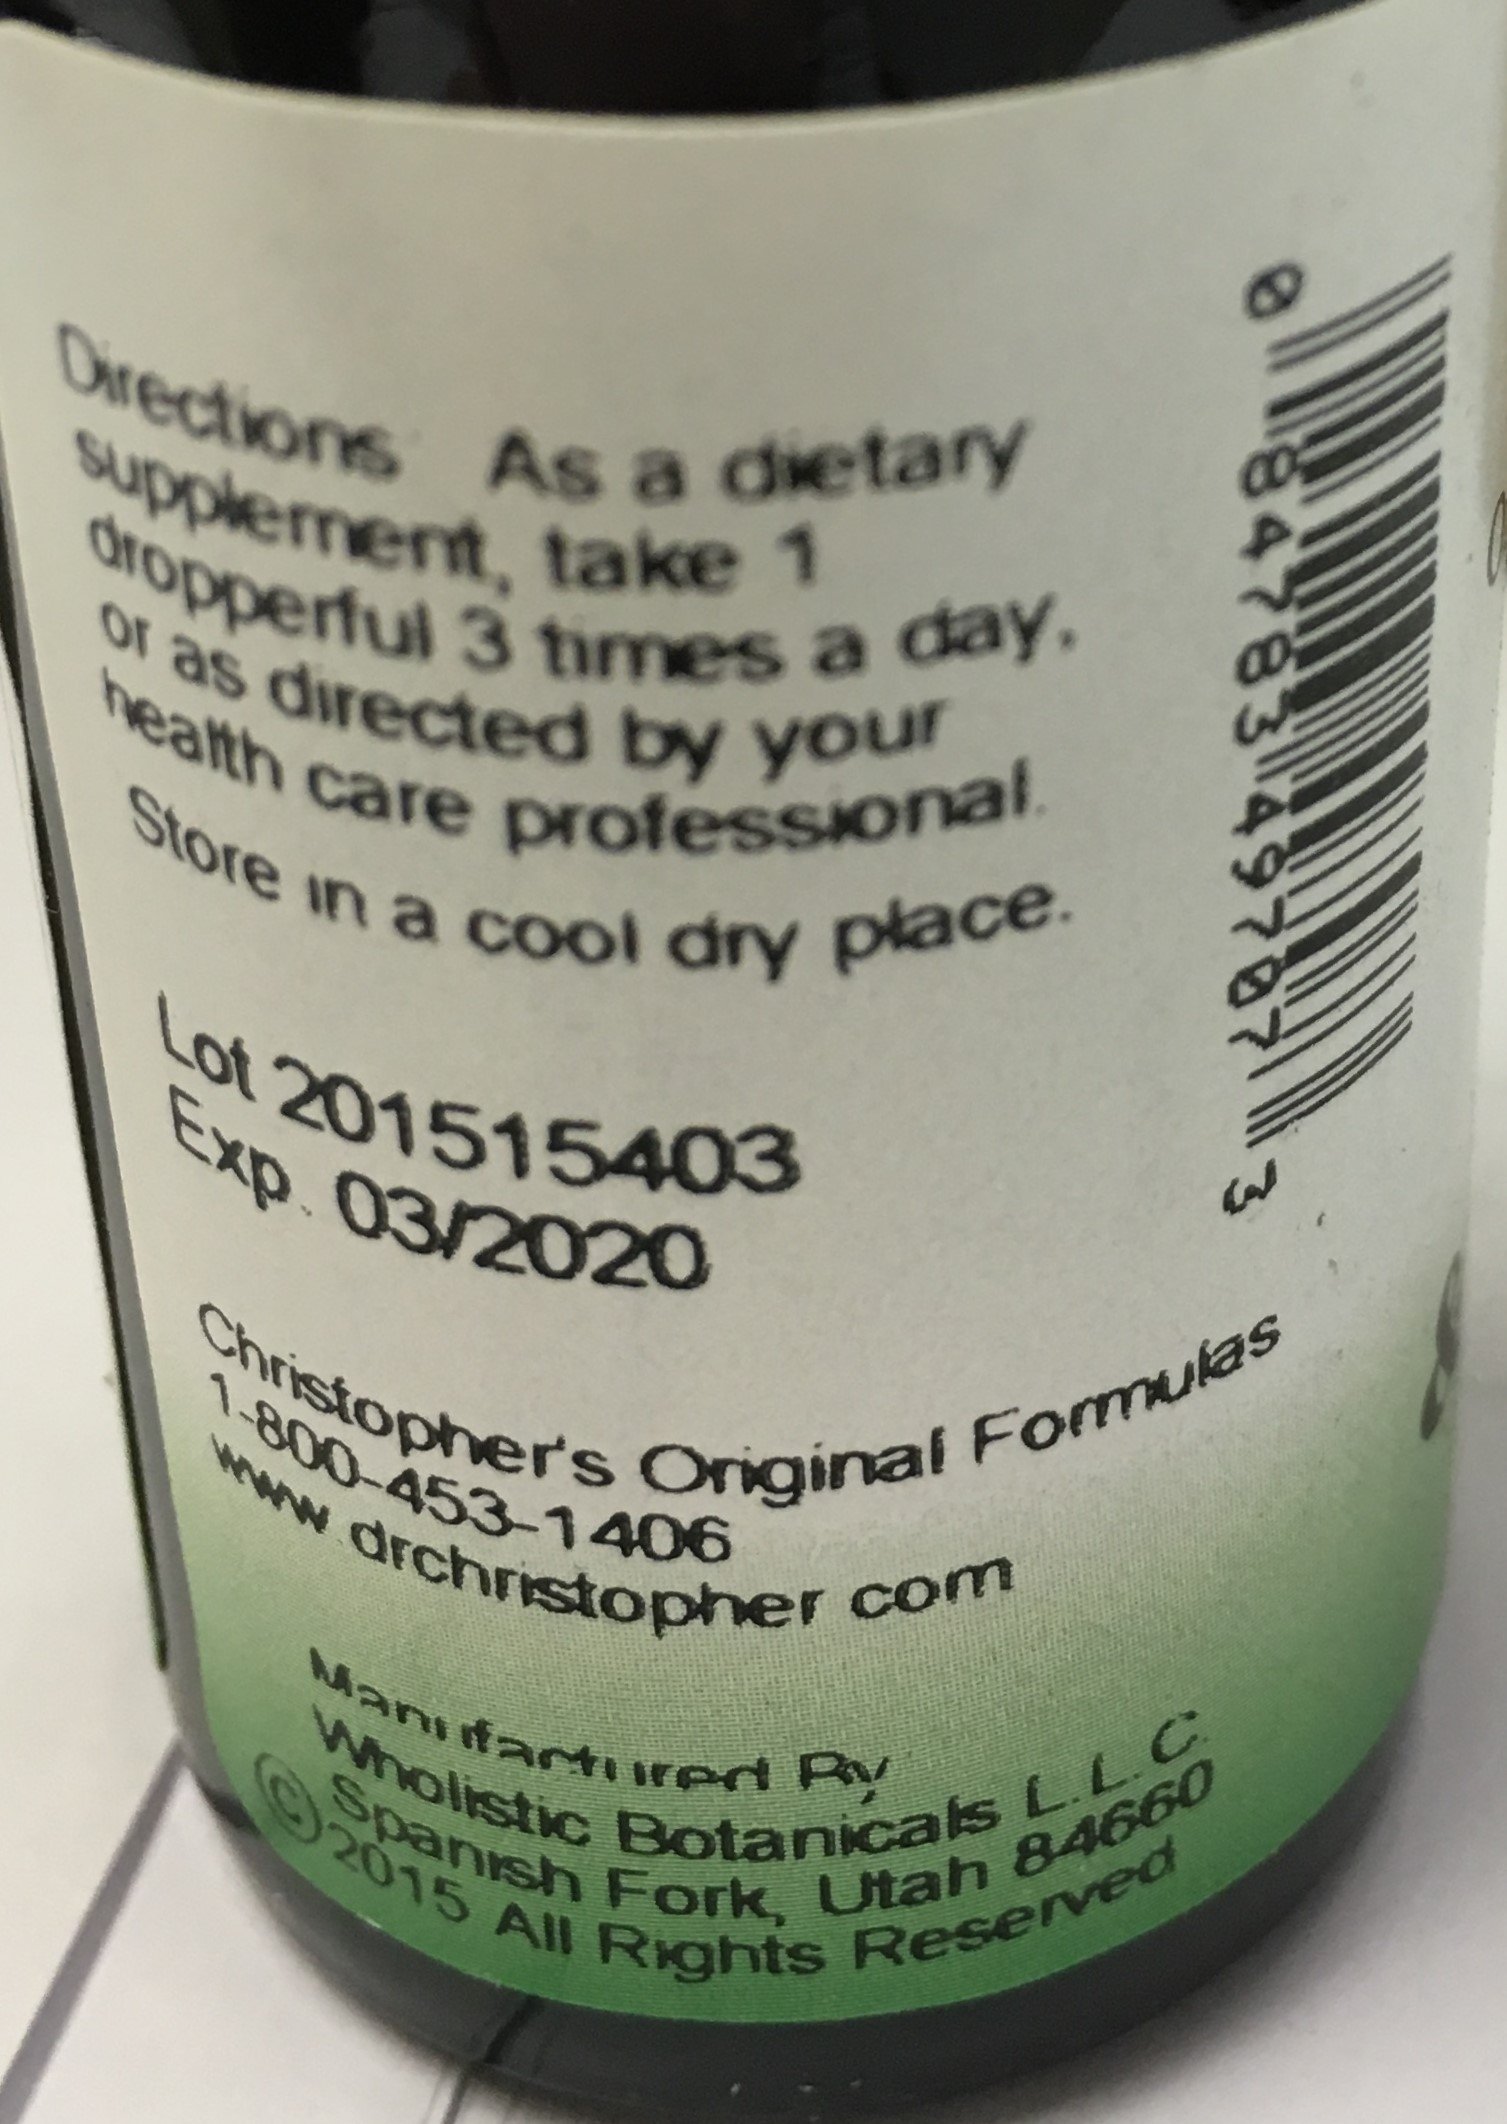 Directions As a dietary
supplement, take 1
dropperful 3 times a day,
or as directed by your
health care professional.
Store in a cool dry place.
Lot 201515403
Exp. 03/2020
Christopher's Original Formulas
1-800-453-1406
www.drchristopher com
Manufactured By
Wholistic Botanicals L.L.C.
Spanish Fork, Utah 84660
©2015 All Rights Reserved
0 84783 49707 3